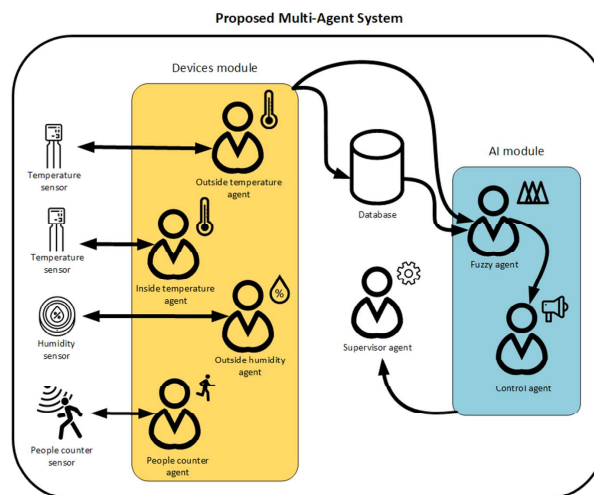 Proposed Multi-Agent System
Devices module
Temperature
sensor
Outside temperature
agent
Temperature
sensor
Inside temperature
agent
%
Humidity
sensor
%
Outside humidity
agent
People counter
sensor
People counter
agent
Database
Supervisor agent
AI module
Fuzzy agent
Control agent